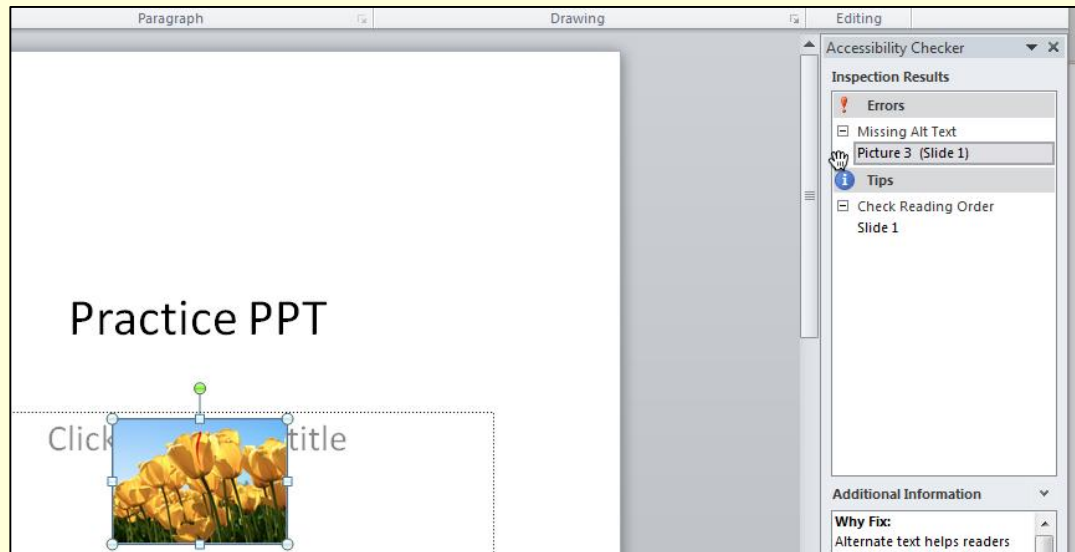 Paragraph
Drawing
Editing
Accessibility Checker
Inspection Results
Errors
Missing Alt Text
Picture 3 (Slide 1)
Tips
Check Reading Order
Slide 1
Practice PPT
Click title
Additional Information
Why Fix:
Alternate text helps readers